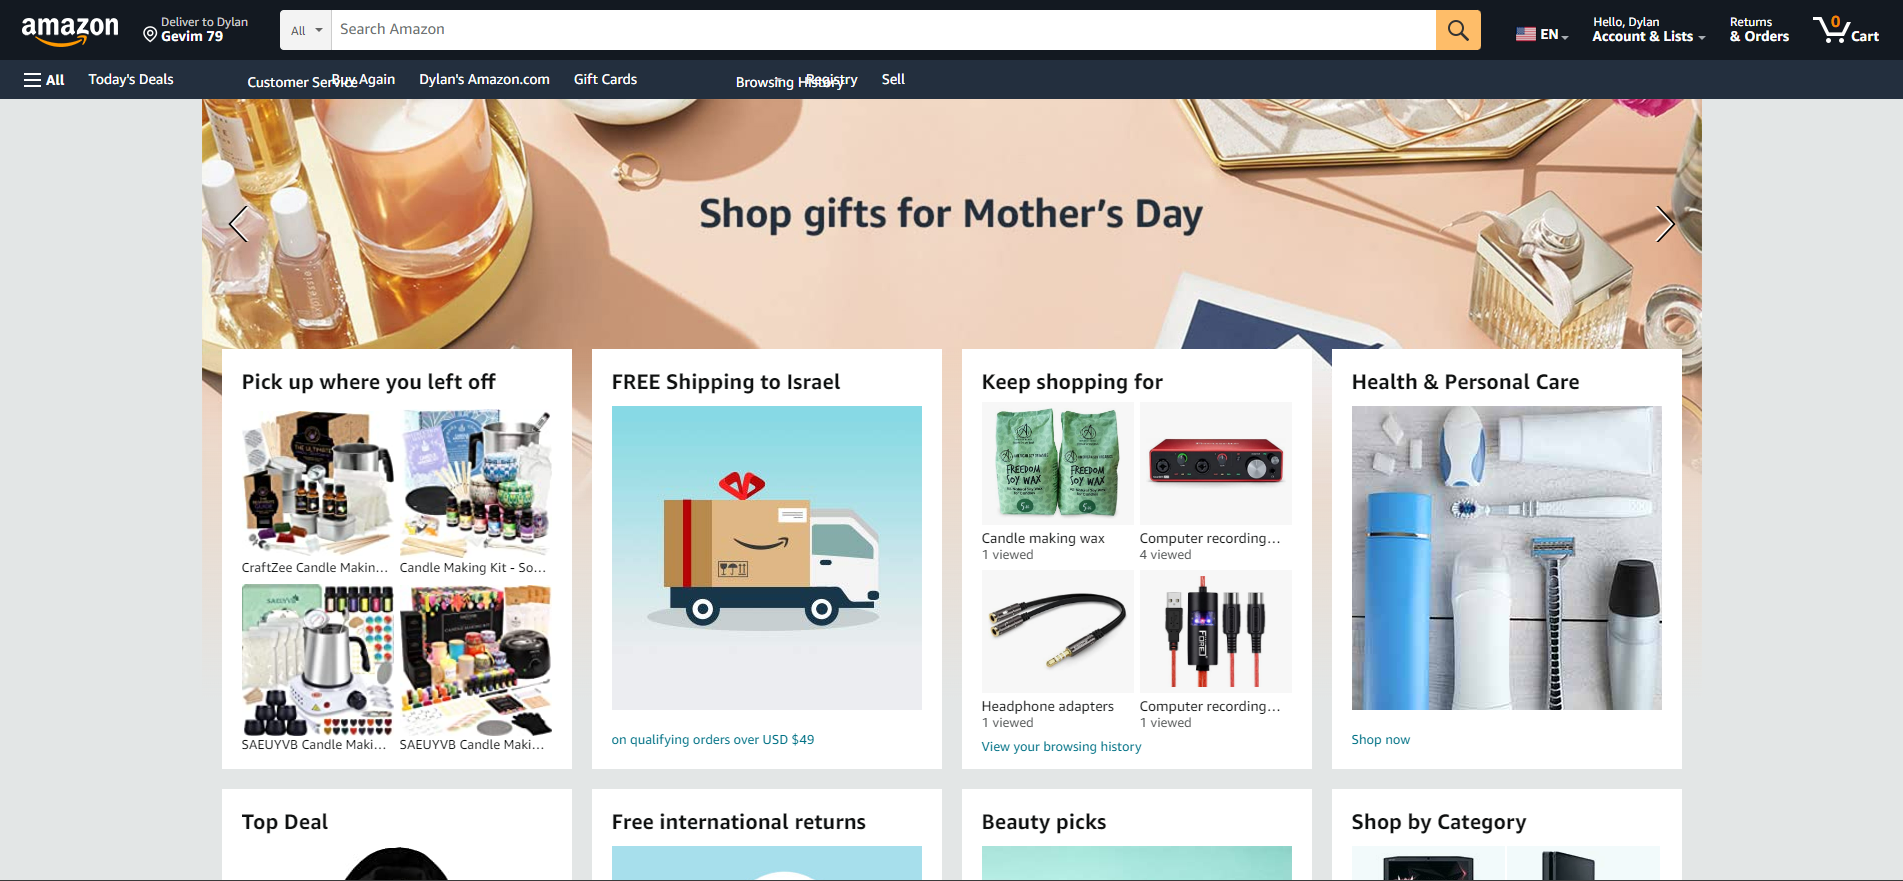 amazon
Deliver to Dylan
Gevim 79
All
Search Amazon
EN
Hello, Dylan
Account & Lists
Returns
& Orders
0
Cart
All
Today's Deals
Customer Service
Buy Again
Dylan's Amazon.com
Gift Cards
Browsing History
Registry
Sell
Shop gifts for Mother's Day
Pick up where you left off
CraftZee Candle Makin...
Candle Making Kit - So...
SAEUYVB Candle Maki...
SAEUYVB Candle Maki...
FREE Shipping to Israel
on qualifying orders over USD $49
Keep shopping for
FREEDOM
SOY WAX
FREEDOM
SOY WAX
Candle making wax
1 viewed
Computer recording...
4 viewed
Headphone adapters
1 viewed
Computer recording...
1 viewed
View your browsing history
Health & Personal Care
Shop now
Top Deal
Free international returns
Beauty picks
Shop by Category